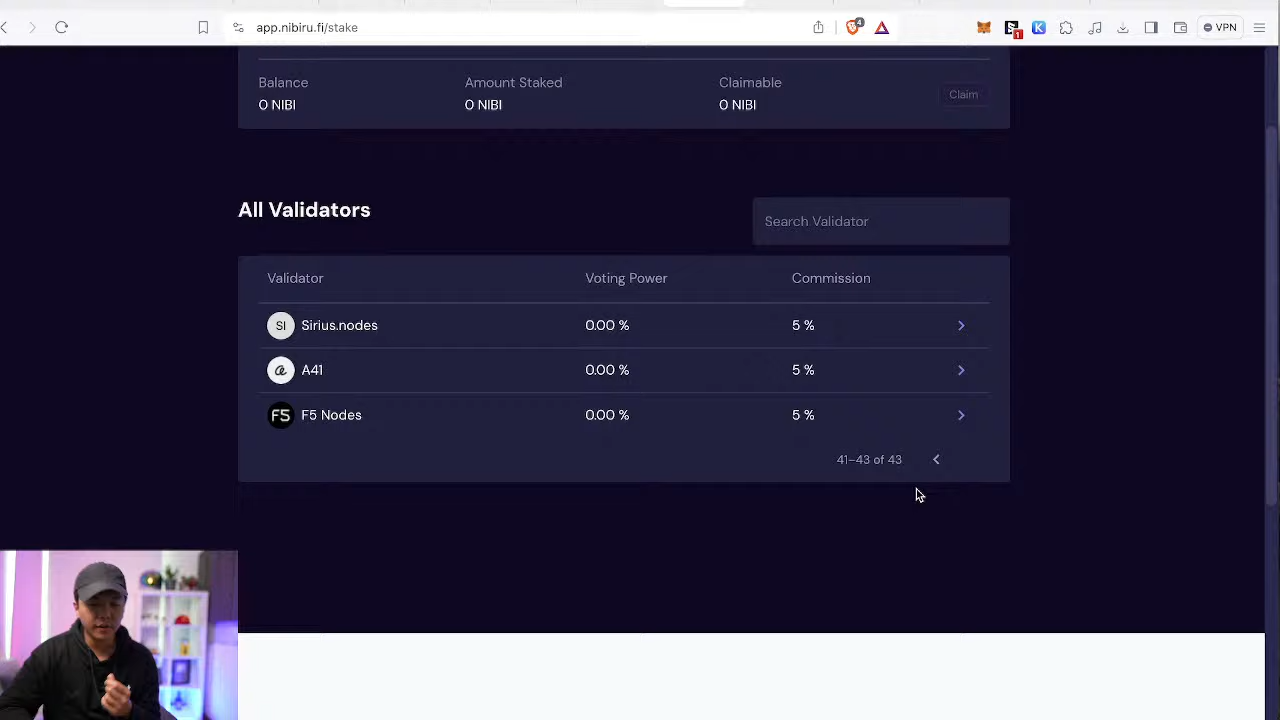 app.nibiru.fi/stake
4
1
VPN
Balance Amount Staked Claimable
0 NIBI 0 NIBI 0 NIBI Claim
All Validators
Search Validator
Validator Voting Power Commission
SI Sirius.nodes 0.00 % 5 %
a A41 0.00 % 5 %
F5 F5 Nodes 0.00 % 5 %
41–43 of 43